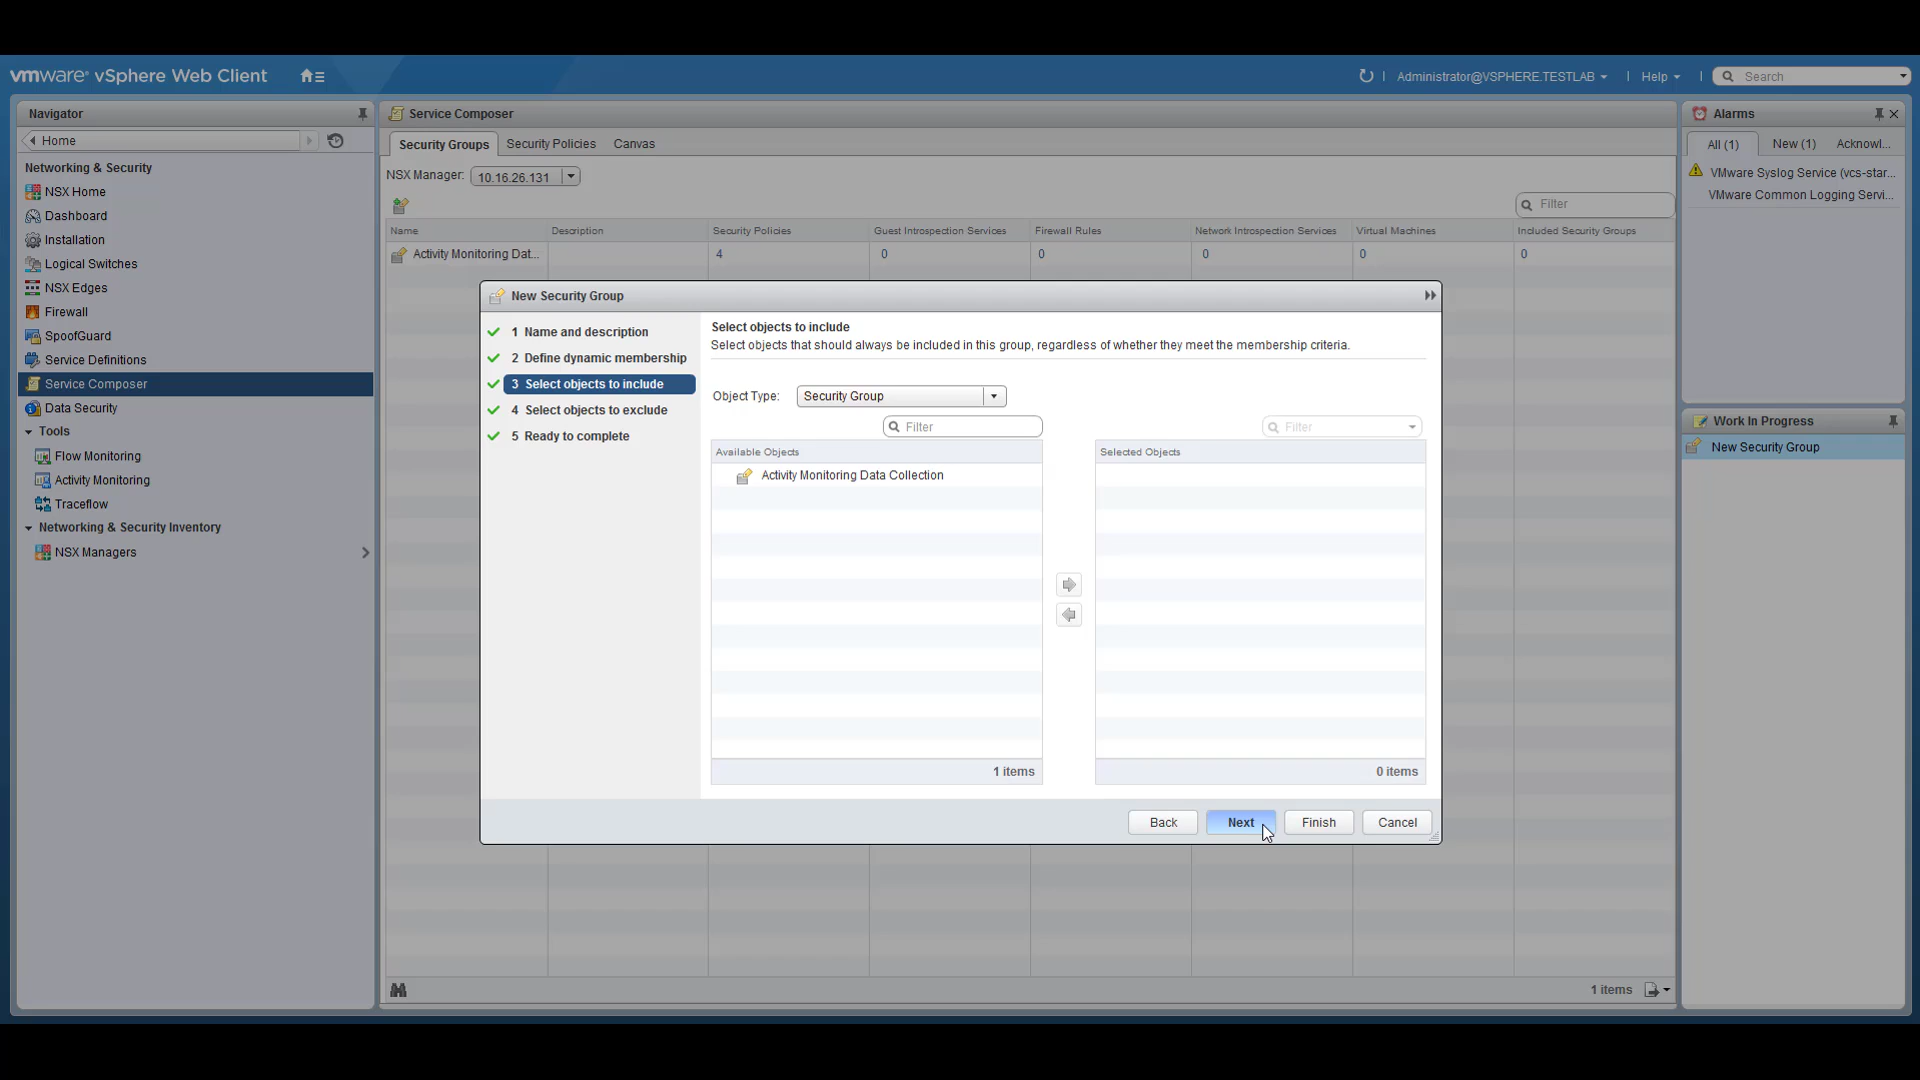 vmware® vSphere Web Client
Administrator@VSPHERE.TESTLAB
Help
Search
Navigator
Home
Networking & Security
NSX Home
Dashboard
Installation
Logical Switches
NSX Edges
Firewall
SpoofGuard
Service Definitions
Service Composer
Data Security
Tools
Flow Monitoring
Activity Monitoring
Traceflow
Networking & Security Inventory
NSX Managers
Service Composer
Security Groups
Security Policies
Canvas
NSX Manager:
10.16.26.131
Filter
Name
Description
Security Policies
Guest Introspection Services
Firewall Rules
Network Introspection Services
Virtual Machines
Included Security Groups
Activity Monitoring Dat...
4
0
0
0
0
0
New Security Group
1 Name and description
2 Define dynamic membership
3 Select objects to include
4 Select objects to exclude
5 Ready to complete
Select objects to include
Select objects that should always be included in this group, regardless of whether they meet the membership criteria.
Object Type:
Security Group
Filter
Filter
Available Objects
Selected Objects
Activity Monitoring Data Collection
1 items
0 items
Back
Next
Finish
Cancel
1 items
Alarms
All (1)
New (1)
Acknowl...
VMware Syslog Service (vcs-star...
VMware Common Logging Servi...
Work In Progress
New Security Group